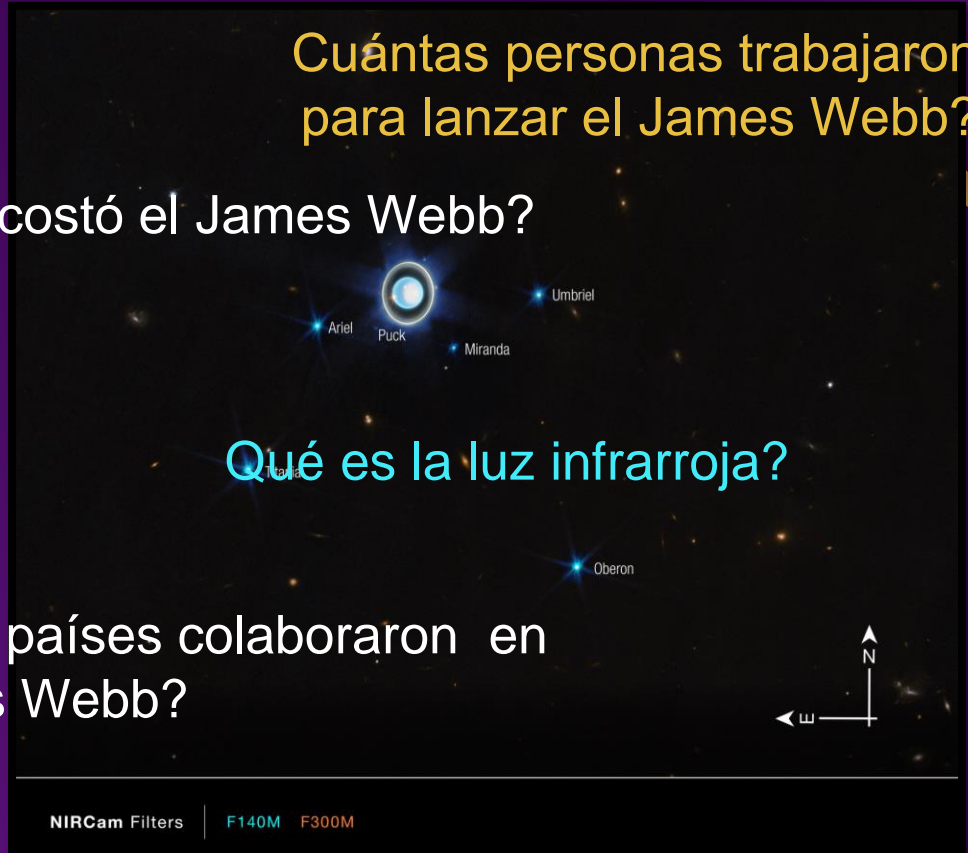 Cuántas personas trabajaron
para lanzar el James Webb?
costó el James Webb?
Umbriel
Ariel
Puck
Miranda
Qué es la luz infrarroja?
Titania
Oberon
países colaboraron en
Webb?
N
E
NIRCam Filters F140M F300M